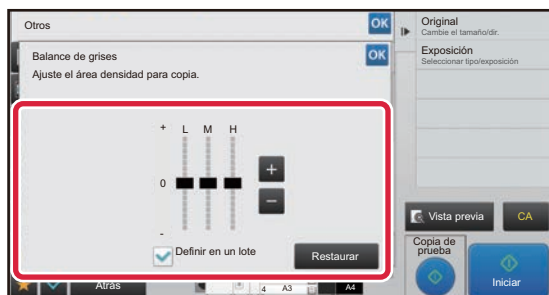 Otros
OK
Original
Cambie el tamaño/dir.
Balance de grises
OK
Exposición
Seleccionar tipo/exposición
Ajuste el área densidad para copia.
+ L M H
+
0
-
-
Definir en un lote
Restaurar
Vista previa
CA
Copia de
prueba
Iniciar
Atrás
4 A3
A4